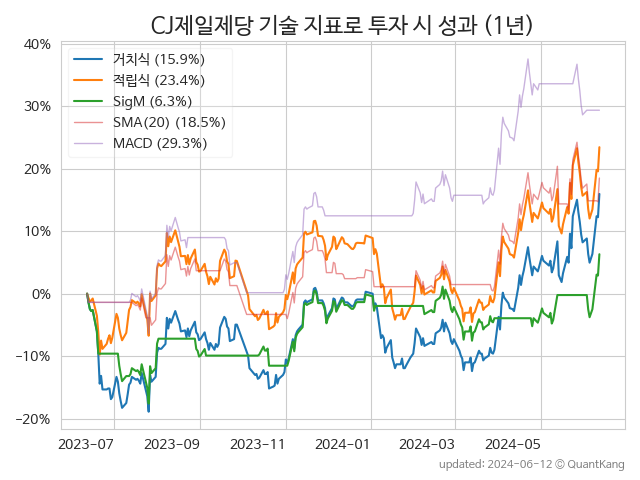 CJ제일제당 기술 지표로 투자 시 성과 (1년)
40%
30%
20%
10%
0%
−10%
−20%
거치식 (15.9%)
적립식 (23.4%)
SigM (6.3%)
SMA(20) (18.5%)
MACD (29.3%)
2023-07 2023-09 2023-11 2024-01 2024-03 2024-05
updated: 2024-06-12 ⓒ QuantKang